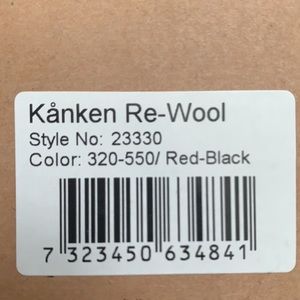 Kånken Re-Wool
Style No: 23330
Color: 320-550/ Red-Black
7 323450 634841